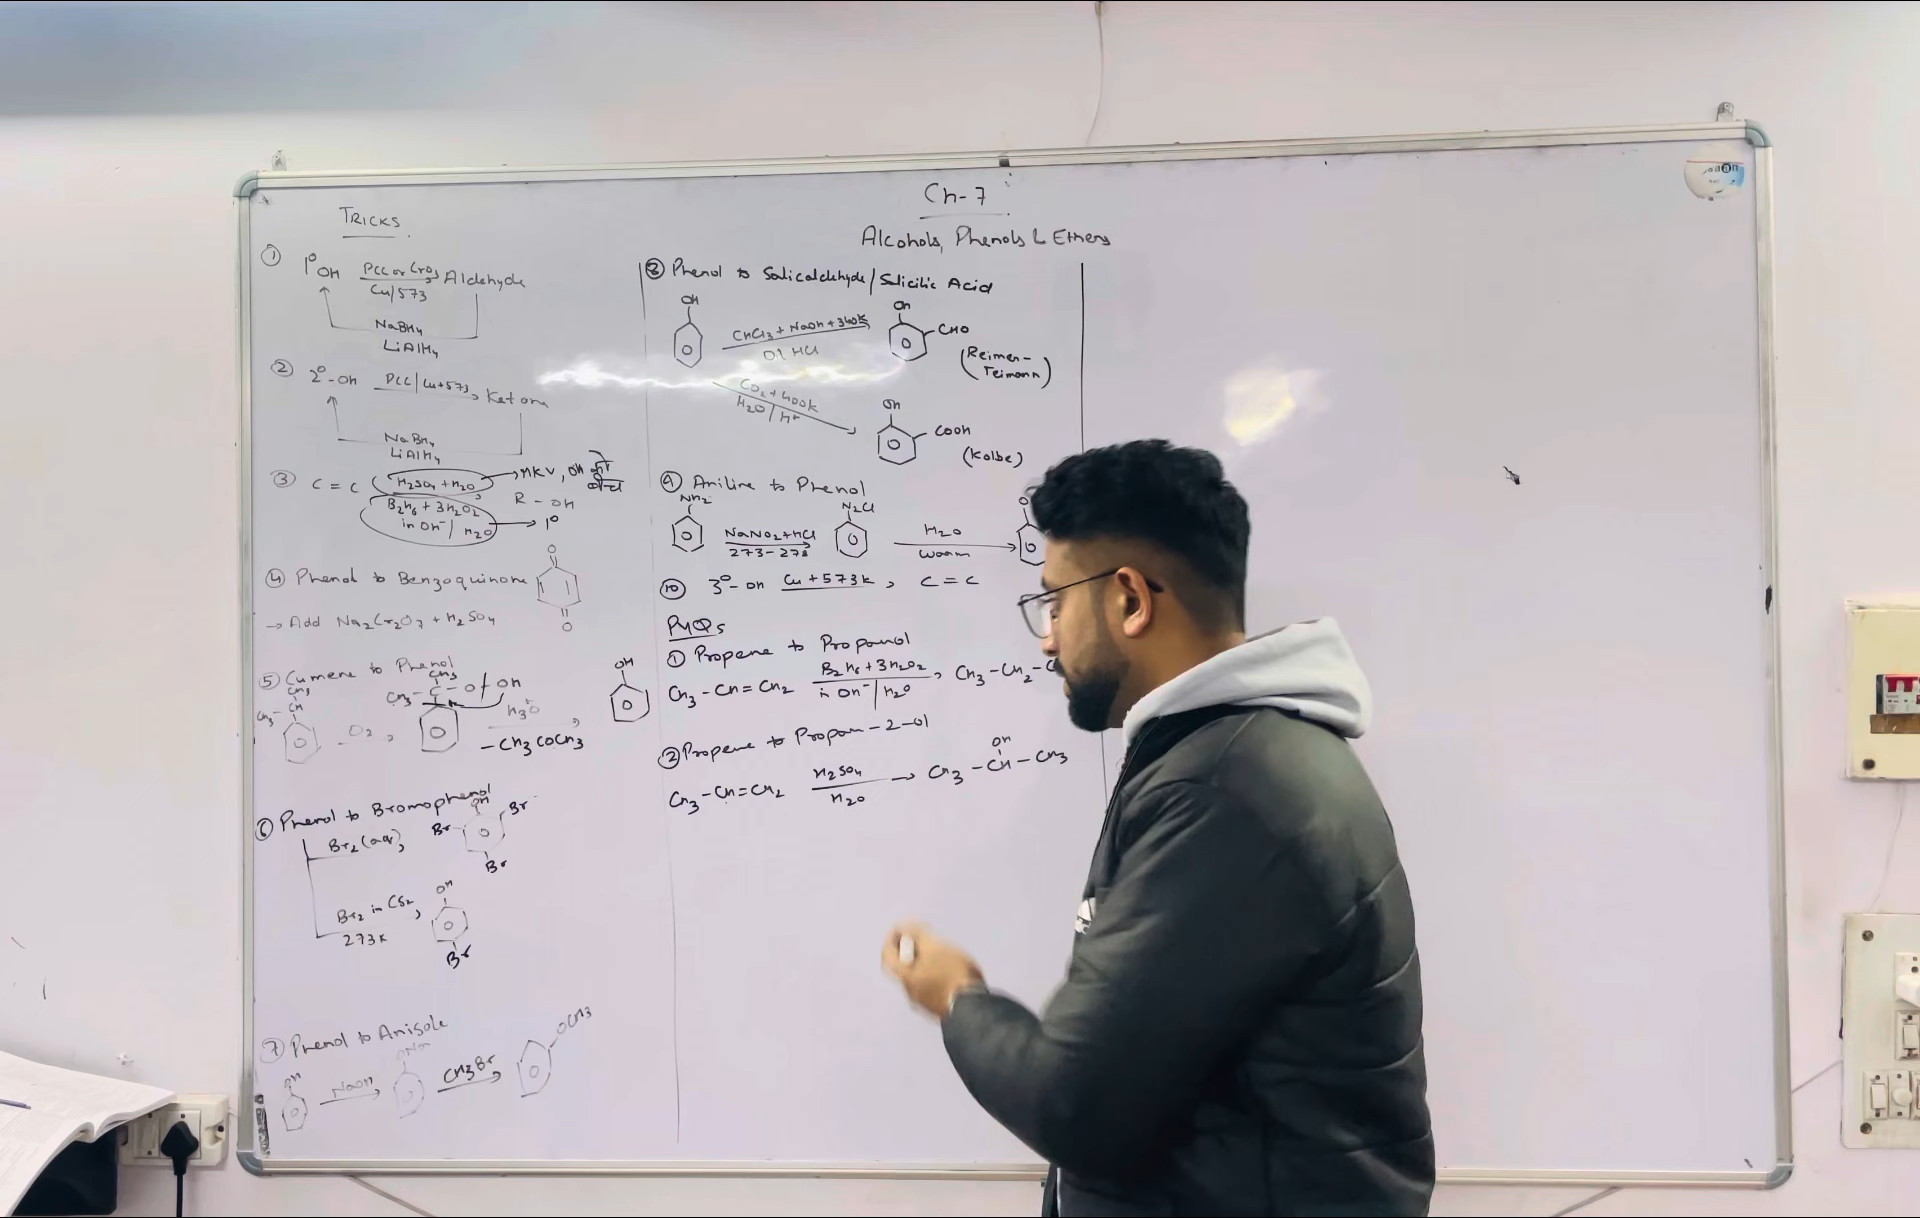 Ch-7
Alcohols, Phenols & Ethers
TRICKS
① 1° OH PCC or CrO3 Aldehyde
Cu/573
NaBH4
LiAlH4
② 2°-OH PCC/Cu+573 Ketone
NaBH4
LiAlH4
③ C=C H2SO4+H2O → MKV, OH
R-OH
B2H6+3H2O2
in OH-/H2O → 1°
④ Phenol to Benzoquinone
O
O
→ Add Na2Cr2O7 + H2SO4
⑤ Cumene to Phenol
CH3
CH3-CH
O2
CH3
CH3-C-O-OH
H3O
-CH3COCH3
OH
⑥ Phenol to Bromophenol
Br2(aq)
OH
Br
Br
Br
Br2 in CS2
273K
OH
Br
⑦ Phenol to Anisole
OH
NaOH
ONa
CH3Br
OCH3
⑧ Phenol to Salicaldehyde/Salicilic Acid
OH
CHCl3+NaOH+340K
Dil HCl
OH
CHO
(Reimer-
Teimann)
CO2+400K
H2O/H+
OH
COOH
(Kolbe)
⑨ Aniline to Phenol
NH2
NaNO2+HCl
273-278
N2Cl
H2O
warm
O
⑩ 3°-OH Cu+573K, C=C
PYQs
① Propene to Propanol
CH3-CH=CH2 B2H6+3H2O2 CH3-CH2-C
in OH-/H2O
② Propene to Propan-2-ol
CH3-CH=CH2 H2SO4 → CH3-CH-CH3
H2O
OH